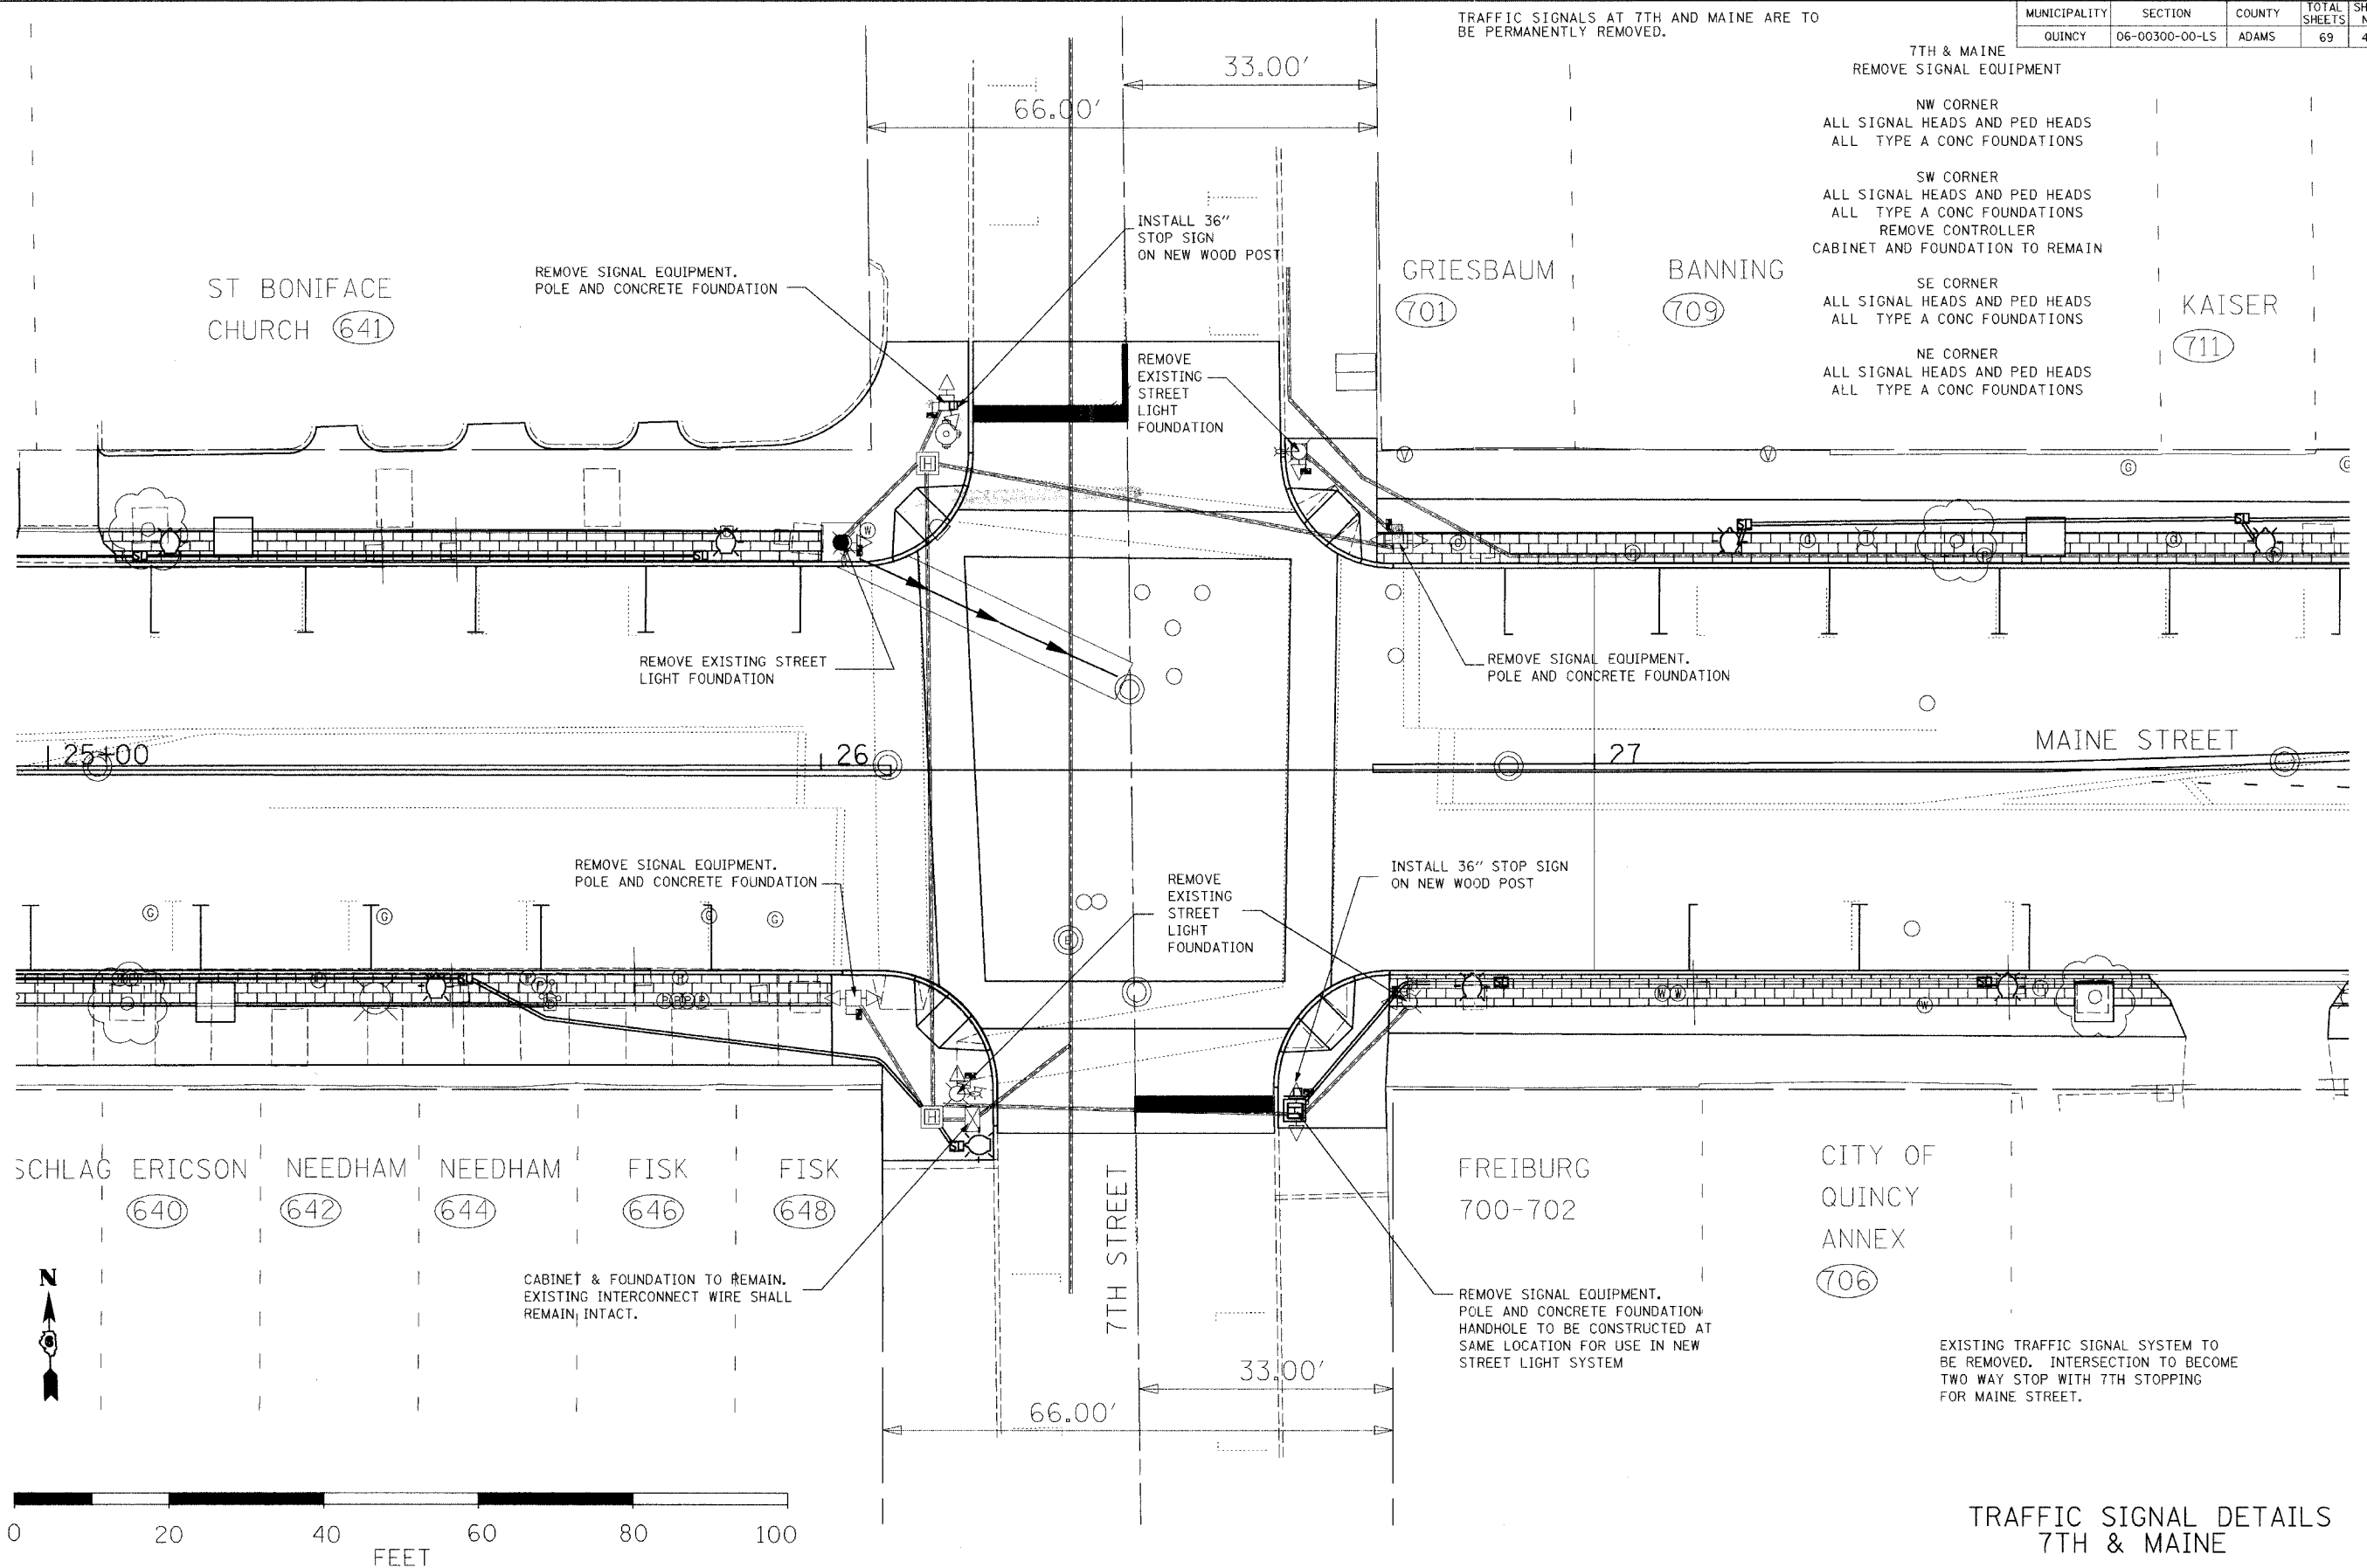 TRAFFIC SIGNALS AT 7TH AND MAINE ARE TO
BE PERMANENTLY REMOVED.
MUNICIPALITY SECTION COUNTY TOTAL SHEETS
QUINCY 06-00300-00-LS ADAMS 69
7TH & MAINE
REMOVE SIGNAL EQUIPMENT
NW CORNER
ALL SIGNAL HEADS AND PED HEADS
ALL TYPE A CONC FOUNDATIONS
SW CORNER
ALL SIGNAL HEADS AND PED HEADS
ALL TYPE A CONC FOUNDATIONS
REMOVE CONTROLLER
CABINET AND FOUNDATION TO REMAIN
SE CORNER
ALL SIGNAL HEADS AND PED HEADS
ALL TYPE A CONC FOUNDATIONS
NE CORNER
ALL SIGNAL HEADS AND PED HEADS
ALL TYPE A CONC FOUNDATIONS
33.00'
66.00'
INSTALL 36"
STOP SIGN
ON NEW WOOD POST
REMOVE SIGNAL EQUIPMENT.
POLE AND CONCRETE FOUNDATION
ST BONIFACE
CHURCH 641
GRIESBAUM
701
BANNING
709
KAISER
711
REMOVE
EXISTING
STREET
LIGHT
FOUNDATION
REMOVE EXISTING STREET
LIGHT FOUNDATION
REMOVE SIGNAL EQUIPMENT.
POLE AND CONCRETE FOUNDATION
25+00
26
27
MAINE STREET
REMOVE SIGNAL EQUIPMENT.
POLE AND CONCRETE FOUNDATION
REMOVE
EXISTING
STREET
LIGHT
FOUNDATION
INSTALL 36" STOP SIGN
ON NEW WOOD POST
SCHLAG
ERICSON
640
NEEDHAM
642
NEEDHAM
644
FISK
646
FISK
648
7TH STREET
FREIBURG
700-702
CITY OF
QUINCY
ANNEX
706
N
CABINET & FOUNDATION TO REMAIN.
EXISTING INTERCONNECT WIRE SHALL
REMAIN INTACT.
REMOVE SIGNAL EQUIPMENT.
POLE AND CONCRETE FOUNDATION
HANDHOLE TO BE CONSTRUCTED AT
SAME LOCATION FOR USE IN NEW
STREET LIGHT SYSTEM
EXISTING TRAFFIC SIGNAL SYSTEM TO
BE REMOVED. INTERSECTION TO BECOME
TWO WAY STOP WITH 7TH STOPPING
FOR MAINE STREET.
33.00'
66.00'
0 20 40 60 80 100
FEET
TRAFFIC SIGNAL DETAILS
7TH & MAINE